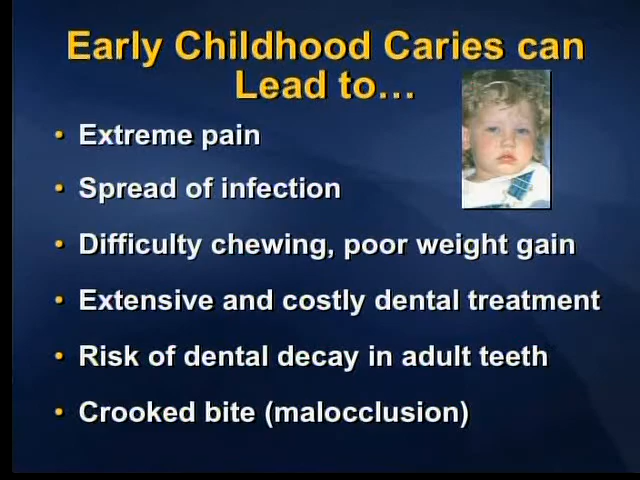 Early Childhood Caries can
Lead to…
• Extreme pain
• Spread of infection
• Difficulty chewing, poor weight gain
• Extensive and costly dental treatment
• Risk of dental decay in adult teeth
• Crooked bite (malocclusion)